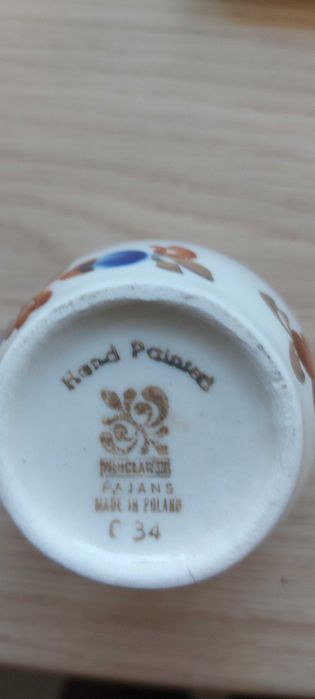 Hand Painted
WŁOCŁAWEK
FAJANS
MADE IN POLAND
C 34